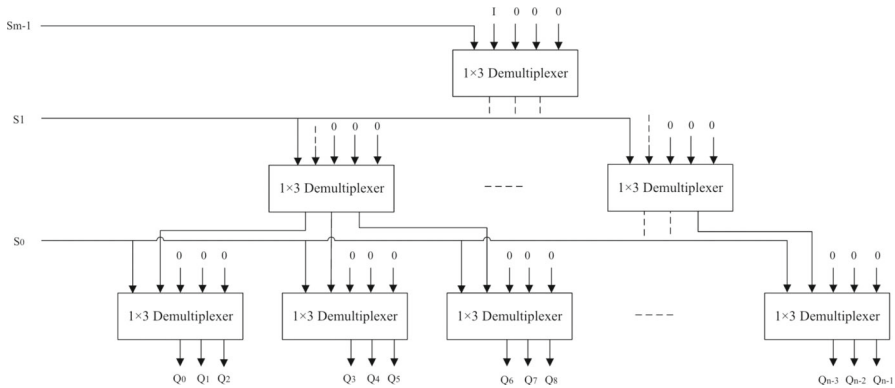 I 0 0 0
Sm-1
1×3 Demultiplexer
S1
0 0 0
0 0 0
1×3 Demultiplexer
1×3 Demultiplexer
S0
0 0 0
0 0 0
0 0 0
0 0 0
1×3 Demultiplexer
1×3 Demultiplexer
1×3 Demultiplexer
1×3 Demultiplexer
Q0 Q1 Q2
Q3 Q4 Q5
Q6 Q7 Q8
Qn-3 Qn-2 Qn-1